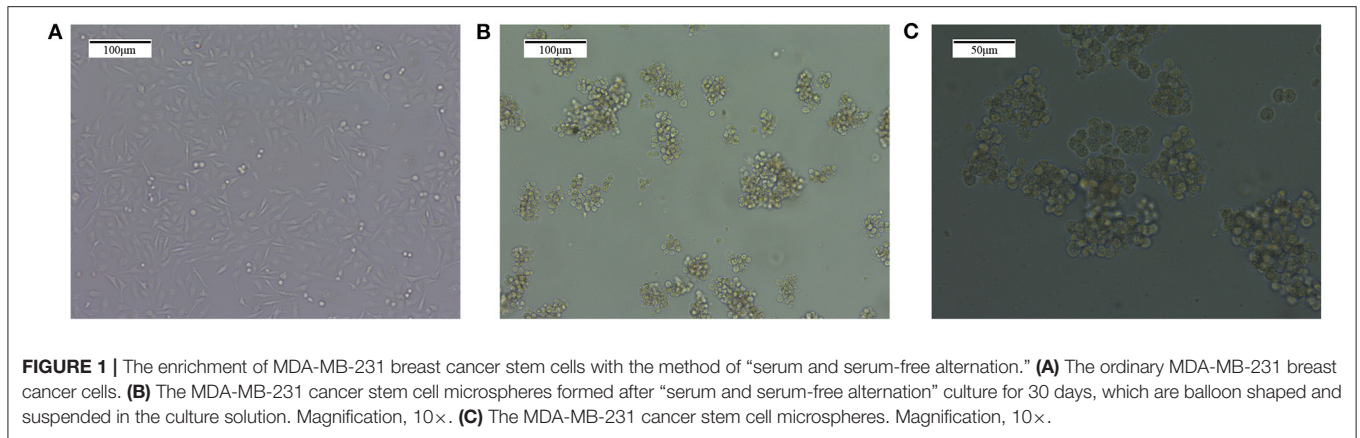 A
100μm
B
100μm
C
50μm
FIGURE 1 | The enrichment of MDA-MB-231 breast cancer stem cells with the method of “serum and serum-free alternation.” (A) The ordinary MDA-MB-231 breast
cancer cells. (B) The MDA-MB-231 cancer stem cell microspheres formed after “serum and serum-free alternation” culture for 30 days, which are balloon shaped and
suspended in the culture solution. Magnification, 10×. (C) The MDA-MB-231 cancer stem cell microspheres. Magnification, 10×.